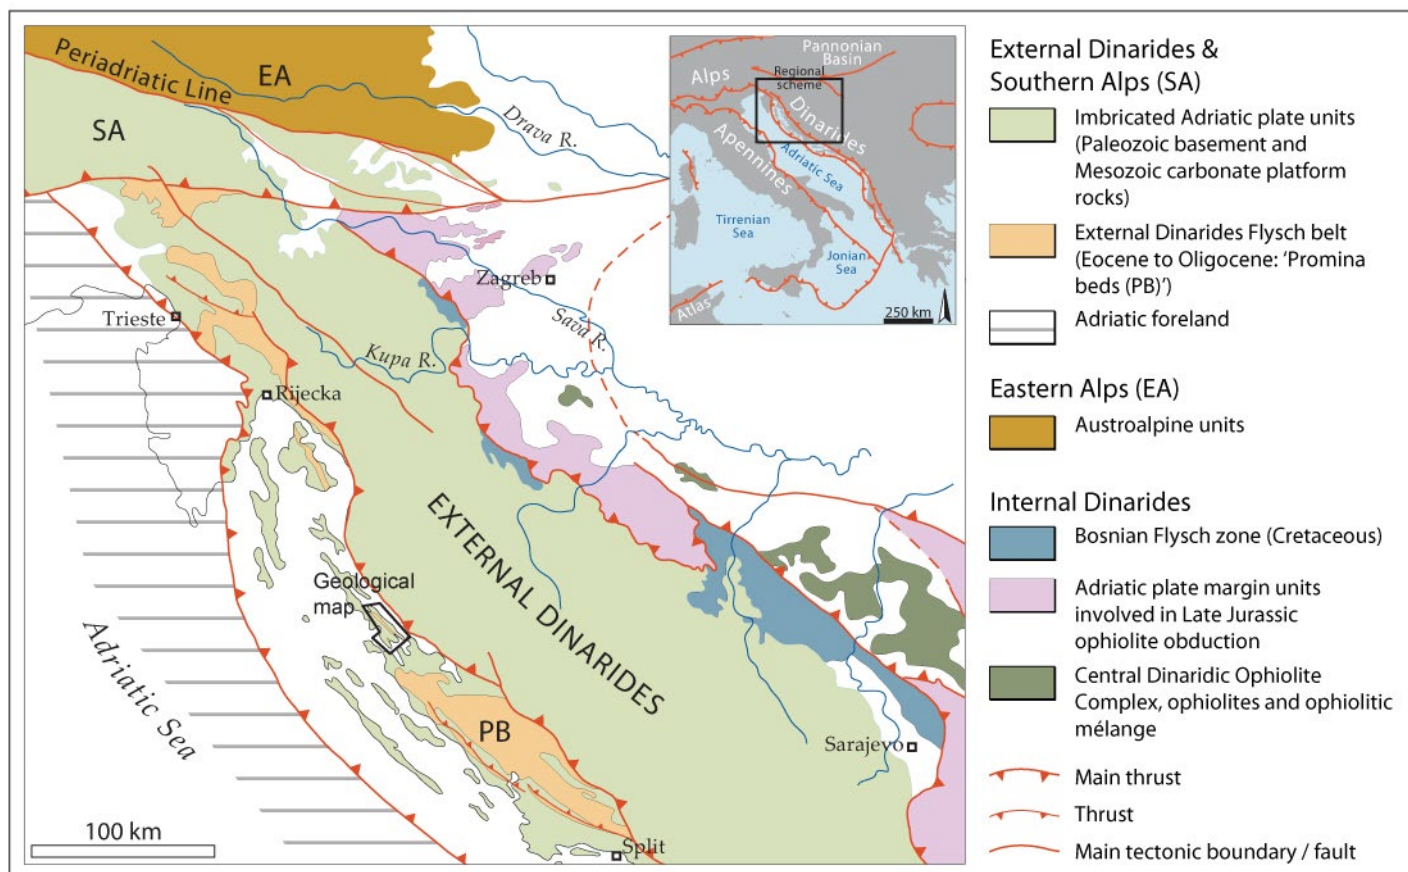 Periadriatic Line
EA
SA
Drava R.
Zagreb
Trieste
Sava R.
Kupa R.
Rijecka
EXTERNAL DINARIDES
Geological
map
Adriatic Sea
PB
Sarajevo
Split
100 km
Pannonian
Basin
Alps
Regional
scheme
Dinarides
Apennines
Adriatic Sea
Tirrenian
Sea
Jonian
Sea
Atlas
250 km
External Dinarides &
Southern Alps (SA)
Imbricated Adriatic plate units
(Paleozoic basement and
Mesozoic carbonate platform
rocks)
External Dinarides Flysch belt
(Eocene to Oligocene: ‘Promina
beds (PB)’)
Adriatic foreland
Eastern Alps (EA)
Austroalpine units
Internal Dinarides
Bosnian Flysch zone (Cretaceous)
Adriatic plate margin units
involved in Late Jurassic
ophiolite obduction
Central Dinaridic Ophiolite
Complex, ophiolites and ophiolitic
mélange
Main thrust
Thrust
Main tectonic boundary / fault